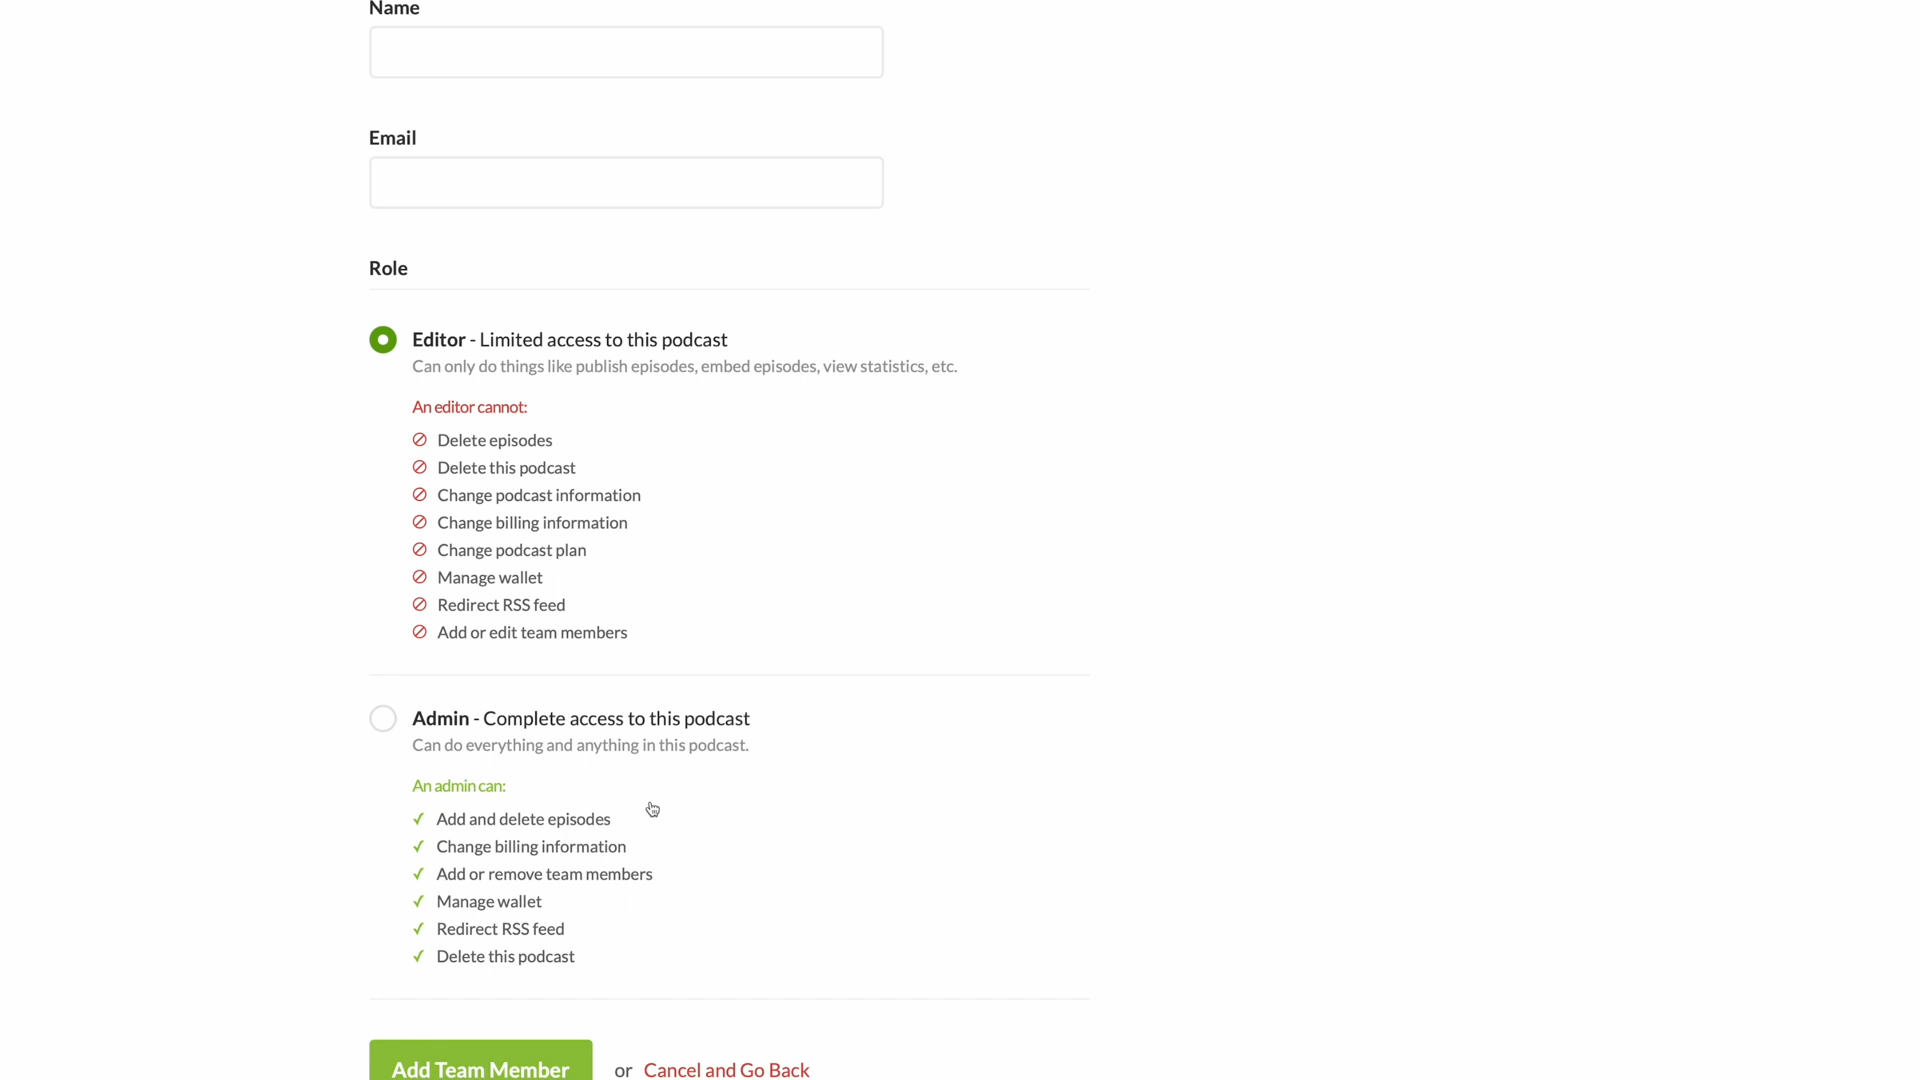 Name
Email
Role
Editor - Limited access to this podcast
Can only do things like publish episodes, embed episodes, view statistics, etc.
An editor cannot:
Delete episodes
Delete this podcast
Change podcast information
Change billing information
Change podcast plan
Manage wallet
Redirect RSS feed
Add or edit team members
Admin - Complete access to this podcast
Can do everything and anything in this podcast.
An admin can:
Add and delete episodes
Change billing information
Add or remove team members
Manage wallet
Redirect RSS feed
Delete this podcast
Add Team Member or Cancel and Go Back